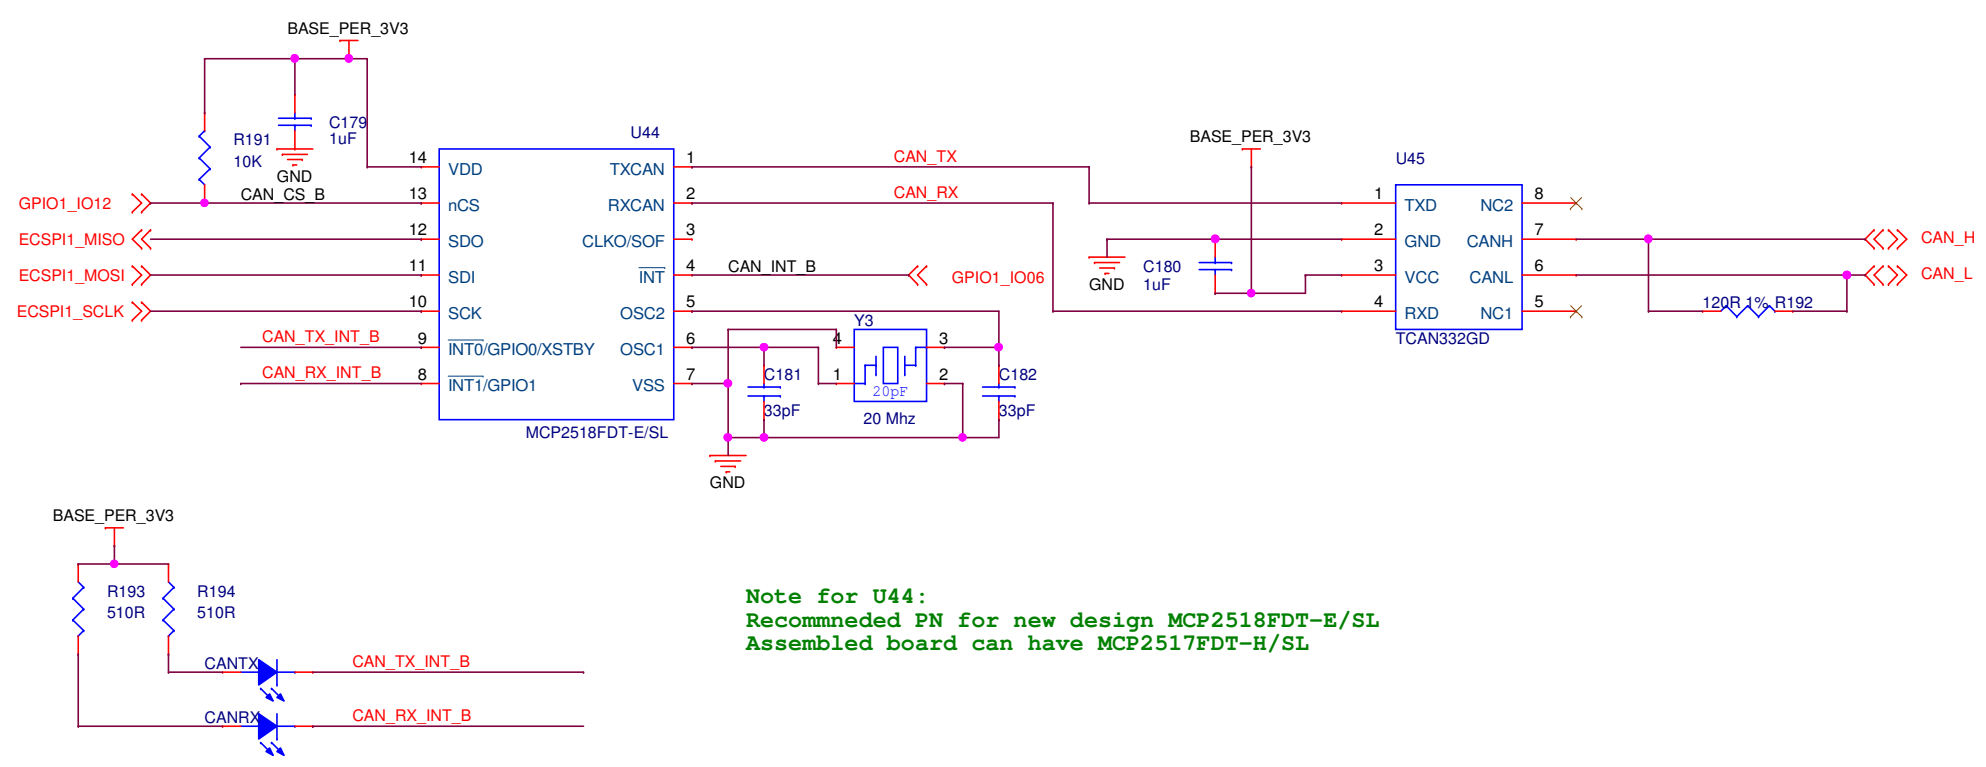 BASE_PER_3V3
R191
10K
C179
1uF
GND
U44
14 VDD
TXCAN 1
CAN_TX
GPIO1_IO12
CAN_CS_B
13 nCS
RXCAN 2
CAN_RX
ECSPI1_MISO
12 SDO
CLKO/SOF 3
ECSPI1_MOSI
11 SDI
INT 4
CAN_INT_B
GPIO1_IO06
ECSPI1_SCLK
10 SCK
OSC2 5
CAN_TX_INT_B
9 INT0/GPIO0/XSTBY
OSC1 6
CAN_RX_INT_B
8 INT1/GPIO1
VSS 7
MCP2518FDT-E/SL
C181
33pF
Y3
4
3
1
2
20pF
20 Mhz
C182
33pF
GND
BASE_PER_3V3
U45
1 TXD
NC2 8
2 GND
CANH 7
CAN_H
GND
C180
1uF
3 VCC
CANL 6
CAN_L
4 RXD
NC1 5
120R 1% R192
TCAN332GD
BASE_PER_3V3
R193
510R
R194
510R
CANTX
CAN_TX_INT_B
CANRX
CAN_RX_INT_B
Note for U44:
Recommneded PN for new design MCP2518FDT-E/SL
Assembled board can have MCP2517FDT-H/SL